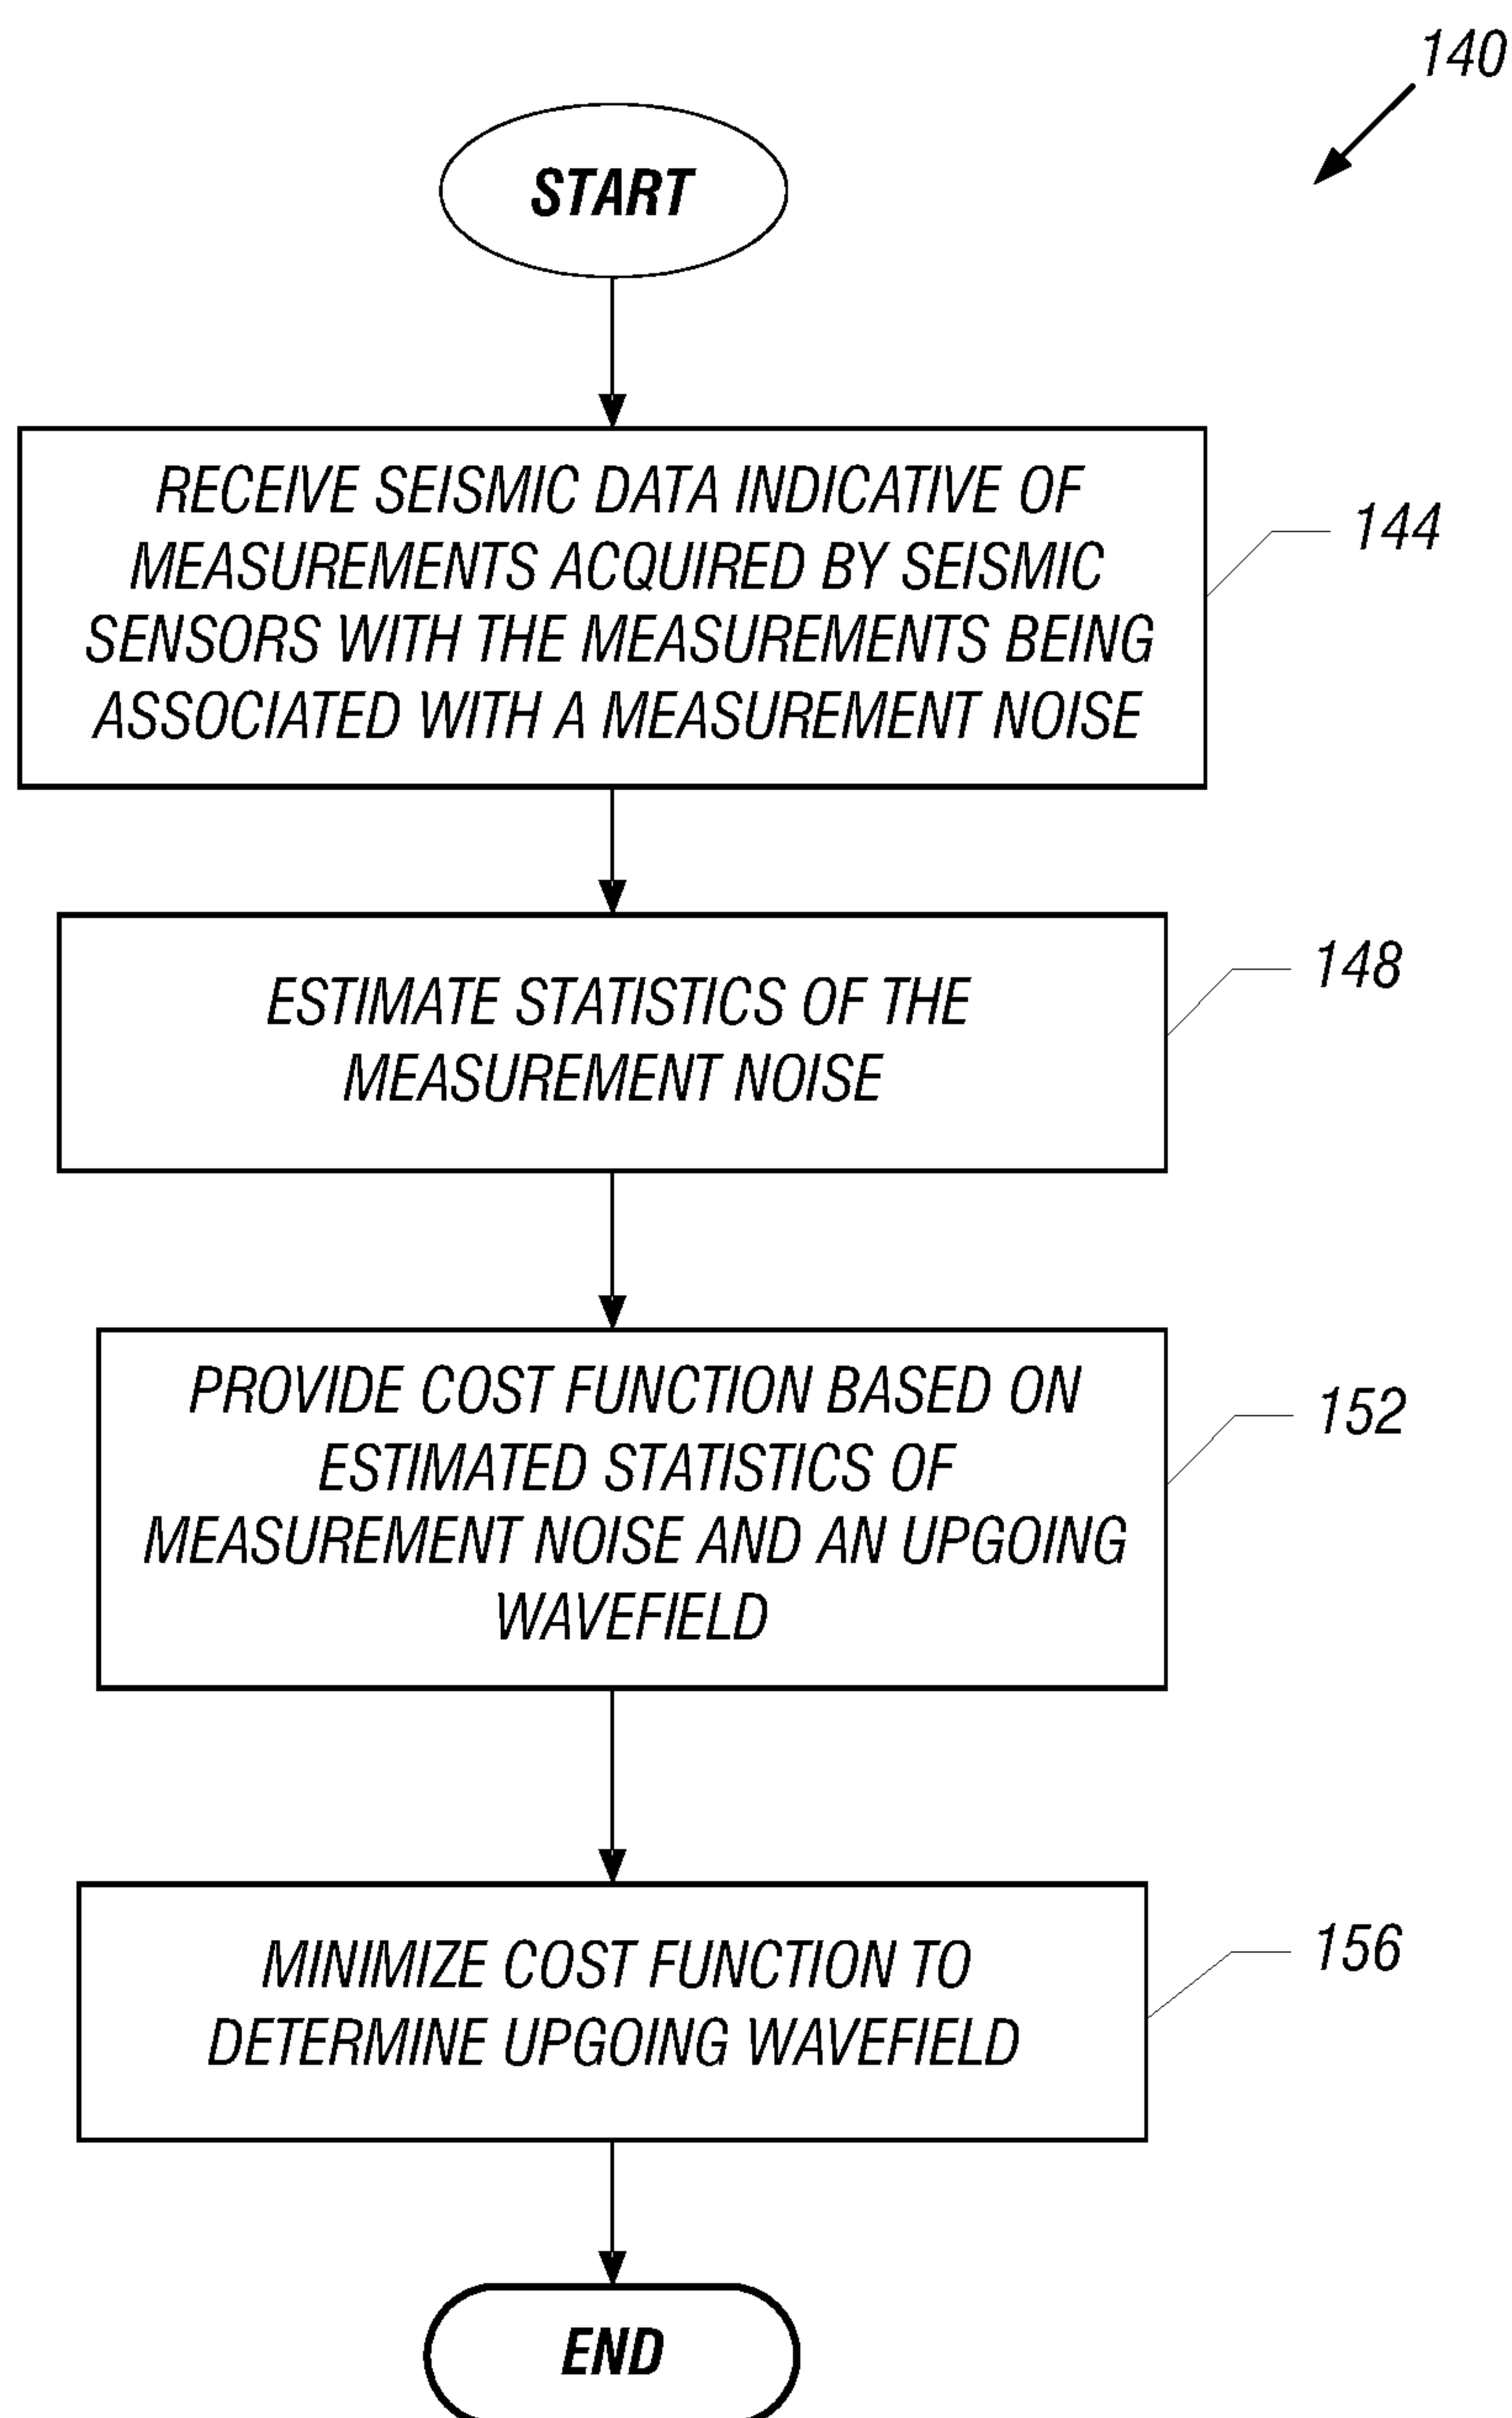 140
START
RECEIVE SEISMIC DATA INDICATIVE OF
MEASUREMENTS ACQUIRED BY SEISMIC
SENSORS WITH THE MEASUREMENTS BEING
ASSOCIATED WITH A MEASUREMENT NOISE
144
ESTIMATE STATISTICS OF THE
MEASUREMENT NOISE
148
PROVIDE COST FUNCTION BASED ON
ESTIMATED STATISTICS OF
MEASUREMENT NOISE AND AN UPGOING
WAVEFIELD
152
MINIMIZE COST FUNCTION TO
DETERMINE UPGOING WAVEFIELD
156
END